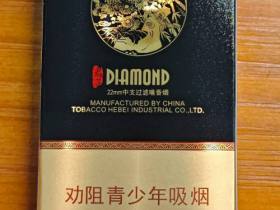 DIAMOND
22mm中支过滤嘴香烟
MANUFACTURED BY CHINA
TOBACCO HEBEI INDUSTRIAL CO.,LTD.
劝阻青少年吸烟